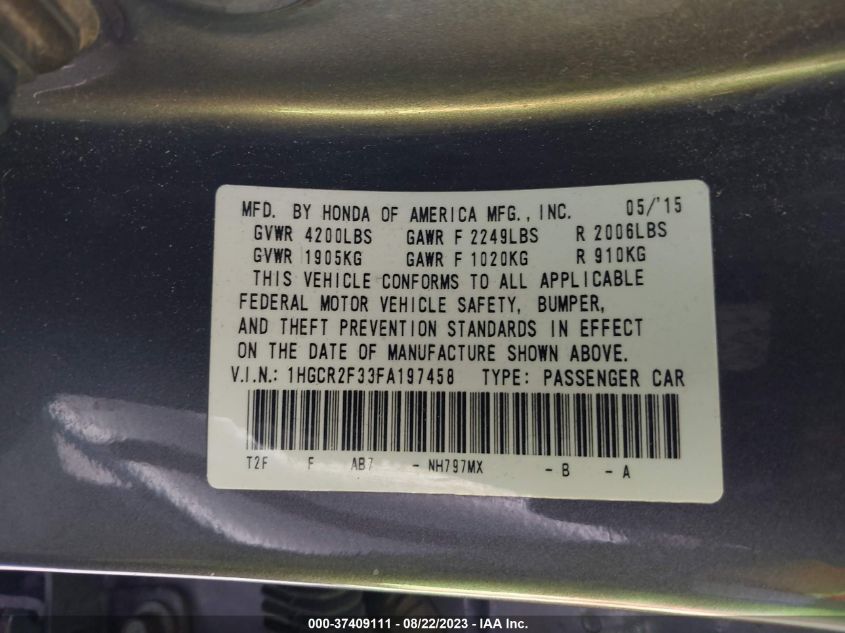 MFD. BY HONDA OF AMERICA MFG., INC. 05/'15
GVWR 4200LBS GAWR F 2249LBS R 2006LBS
GVWR 1905KG GAWR F 1020KG R 910KG
THIS VEHICLE CONFORMS TO ALL APPLICABLE
FEDERAL MOTOR VEHICLE SAFETY, BUMPER,
AND THEFT PREVENTION STANDARDS IN EFFECT
ON THE DATE OF MANUFACTURE SHOWN ABOVE.
V.I.N.: 1HGCR2F33FA197458 TYPE: PASSENGER CAR
T2F F AB7 - NH797MX - B - A
000-37409111 - 08/22/2023 - IAA Inc.